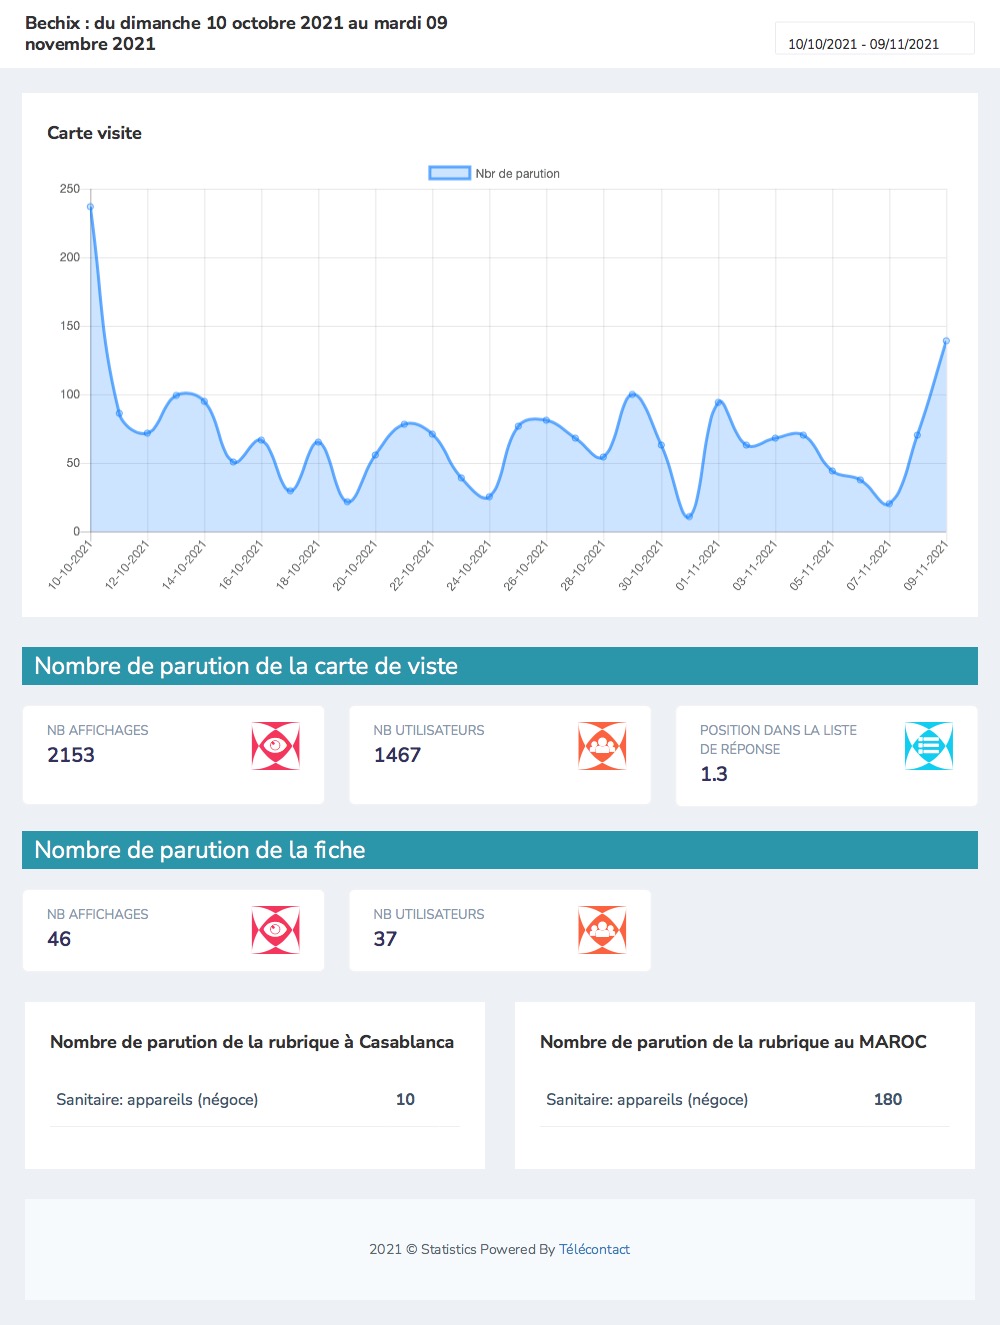 Bechix : du dimanche 10 octobre 2021 au mardi 09
novembre 2021
10/10/2021 - 09/11/2021
Carte visite
Nbr de parution
250
200
150
100
50
0
10-10-2021
12-10-2021
14-10-2021
16-10-2021
18-10-2021
20-10-2021
22-10-2021
24-10-2021
26-10-2021
28-10-2021
30-10-2021
01-11-2021
03-11-2021
05-11-2021
07-11-2021
09-11-2021
Nombre de parution de la carte de viste
NB AFFICHAGES
2153
NB UTILISATEURS
1467
POSITION DANS LA LISTE
DE RÉPONSE
1.3
Nombre de parution de la fiche
NB AFFICHAGES
46
NB UTILISATEURS
37
Nombre de parution de la rubrique à Casablanca
Sanitaire: appareils (négoce) 10
Nombre de parution de la rubrique au MAROC
Sanitaire: appareils (négoce) 180
2021 © Statistics Powered By Télécontact